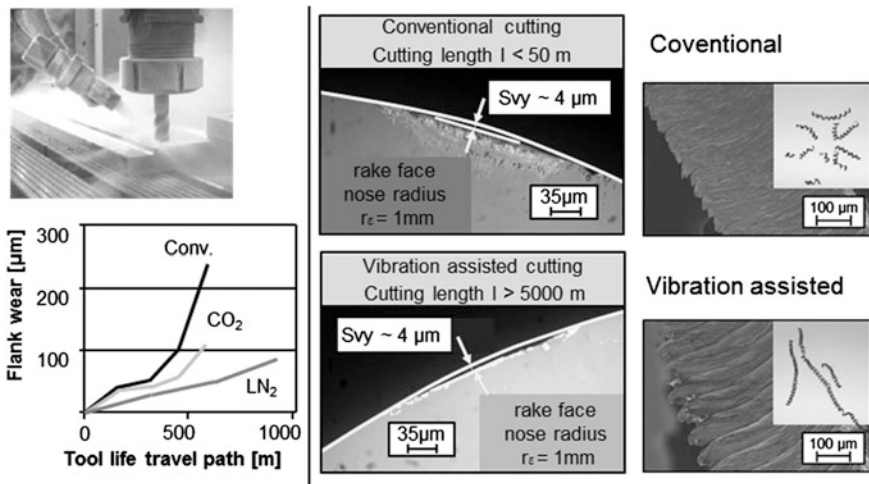 300
200
100
0
Flank wear [µm]
Conv.
CO₂
LN₂
0
500
1000
Tool life travel path [m]
Conventional cutting
Cutting length l < 50 m
Svy ~ 4 µm
rake face
nose radius
rε = 1mm
35µm
Vibration assisted cutting
Cutting length l > 5000 m
Svy ~ 4 µm
rake face
nose radius
rε = 1mm
35µm
Coventional
100 µm
Vibration assisted
100 µm